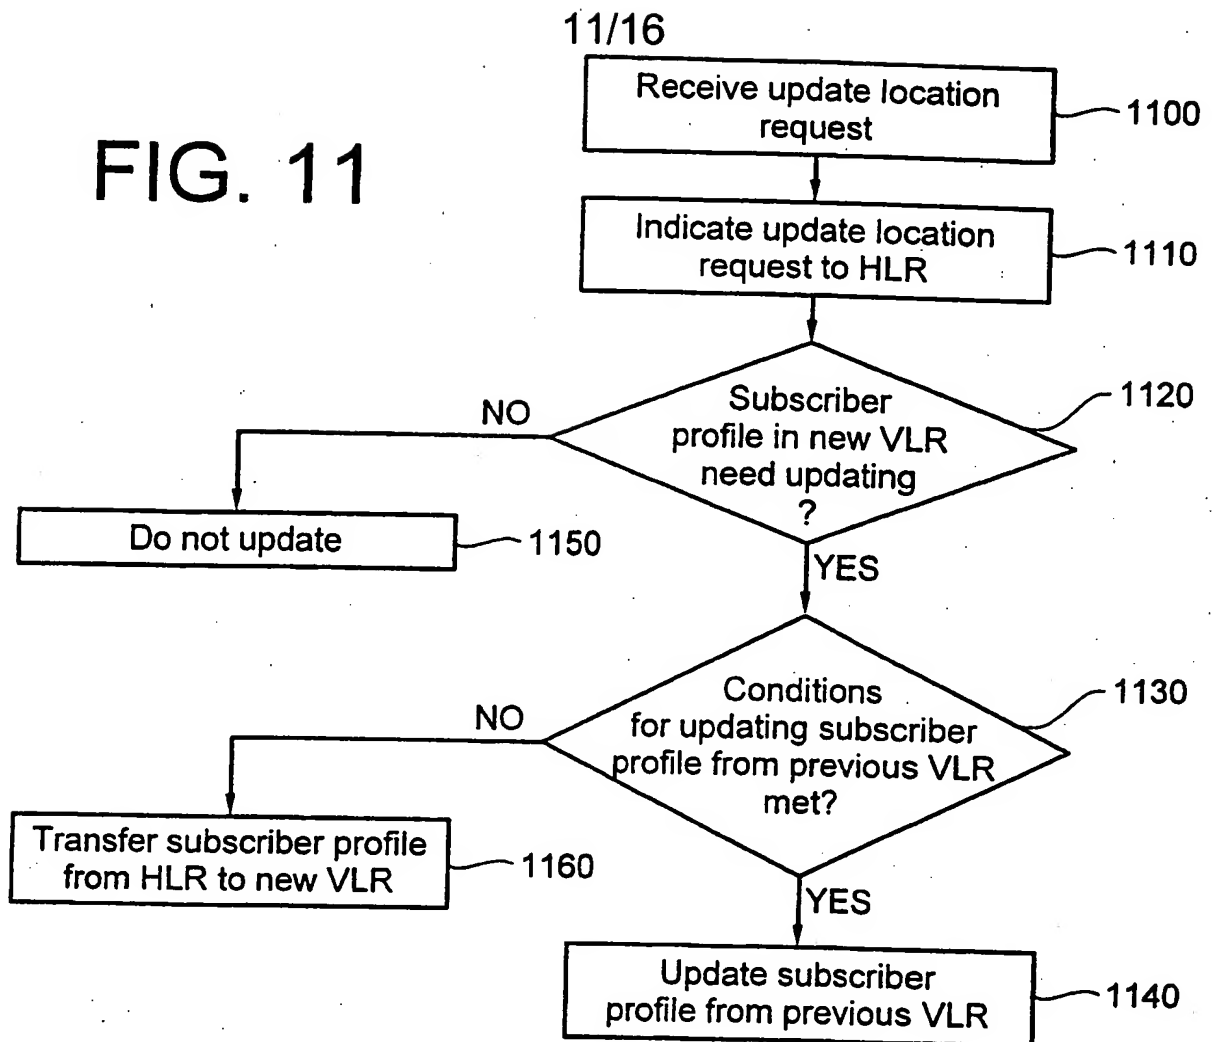 11/16
FIG. 11
Receive update location
request
1100
Indicate update location
request to HLR
1110
Subscriber
profile in new VLR
need updating
?
1120
NO
Do not update
1150
YES
Conditions
for updating subscriber
profile from previous VLR
met?
1130
NO
Transfer subscriber profile
from HLR to new VLR
1160
YES
Update subscriber
profile from previous VLR
1140